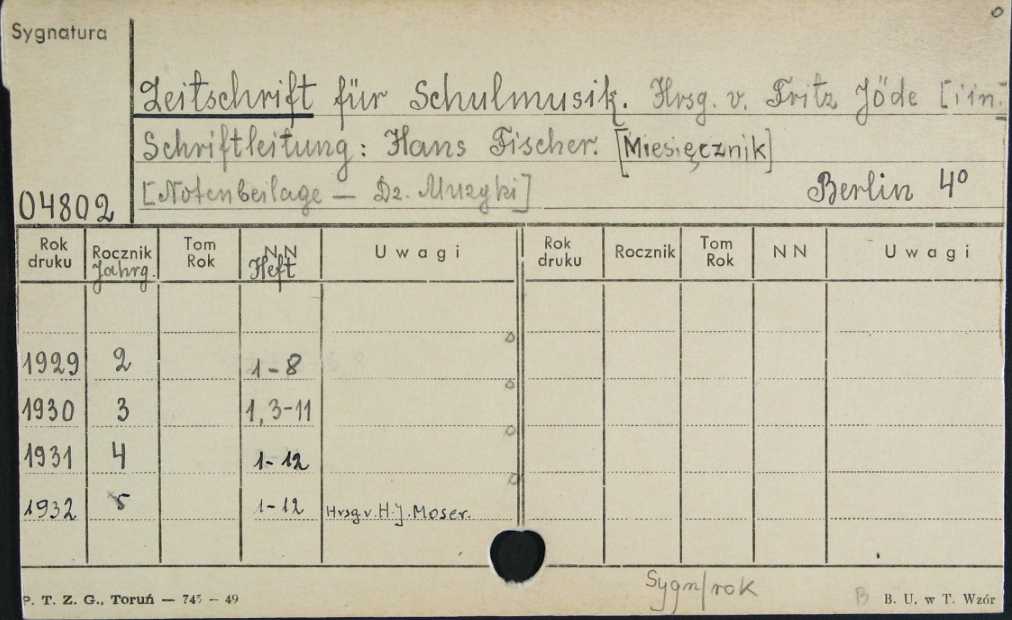 Sygnatura
Zeitschrift für Schulmusik. Hrsg. v. Fritz Jöde [i in.]
Schriftleitung: Hans Fischer. [Miesięcznik]
[Notenbeilage — Dz. Muzyki] Berlin 4°
04802
Rok druku Rocznik Jahrg. Tom Rok NN Heft Uwagi Rok druku Rocznik Tom Rok NN Uwagi
1929 2 1-8
1930 3 1, 3-11
1931 4 1-12
1932 5 1-12 Hrsg v. H. J. Moser.
Sygn/rok
P. T. Z. G., Toruń — 745 — 49 B B. U. w T. Wzór